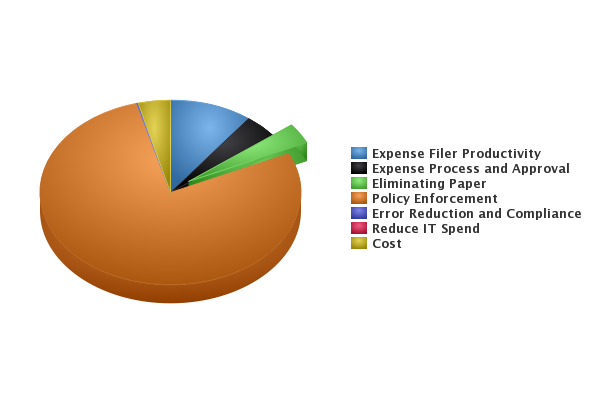 Expense Filer Productivity
Expense Process and Approval
Eliminating Paper
Policy Enforcement
Error Reduction and Compliance
Reduce IT Spend
Cost